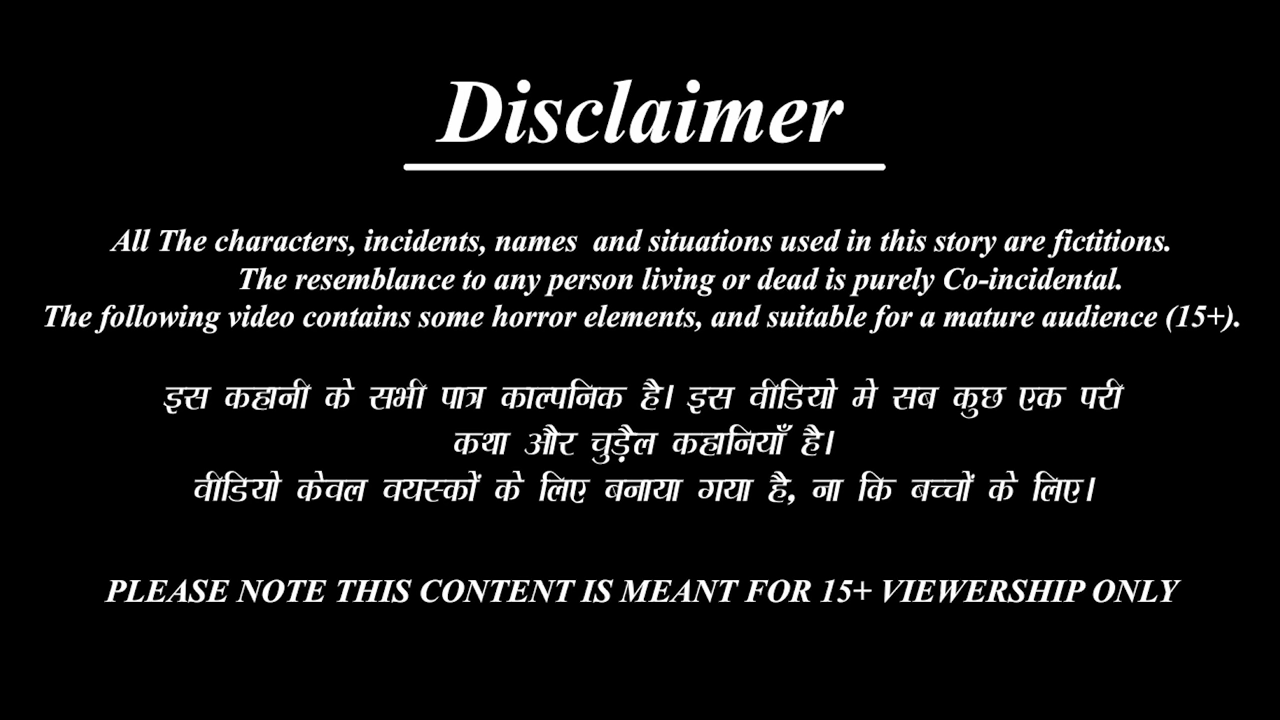 Disclaimer
All The characters, incidents, names and situations used in this story are fictitions.
The resemblance to any person living or dead is purely Co-incidental.
The following video contains some horror elements, and suitable for a mature audience (15+).
इस कहानी के सभी पात्र काल्पनिक है। इस वीडियो मे सब कुछ एक परी
कथा और चुड़ैल कहानियाँ है।
वीडियो केवल वयस्कों के लिए बनाया गया है, ना कि बच्चों के लिए।
PLEASE NOTE THIS CONTENT IS MEANT FOR 15+ VIEWERSHIP ONLY